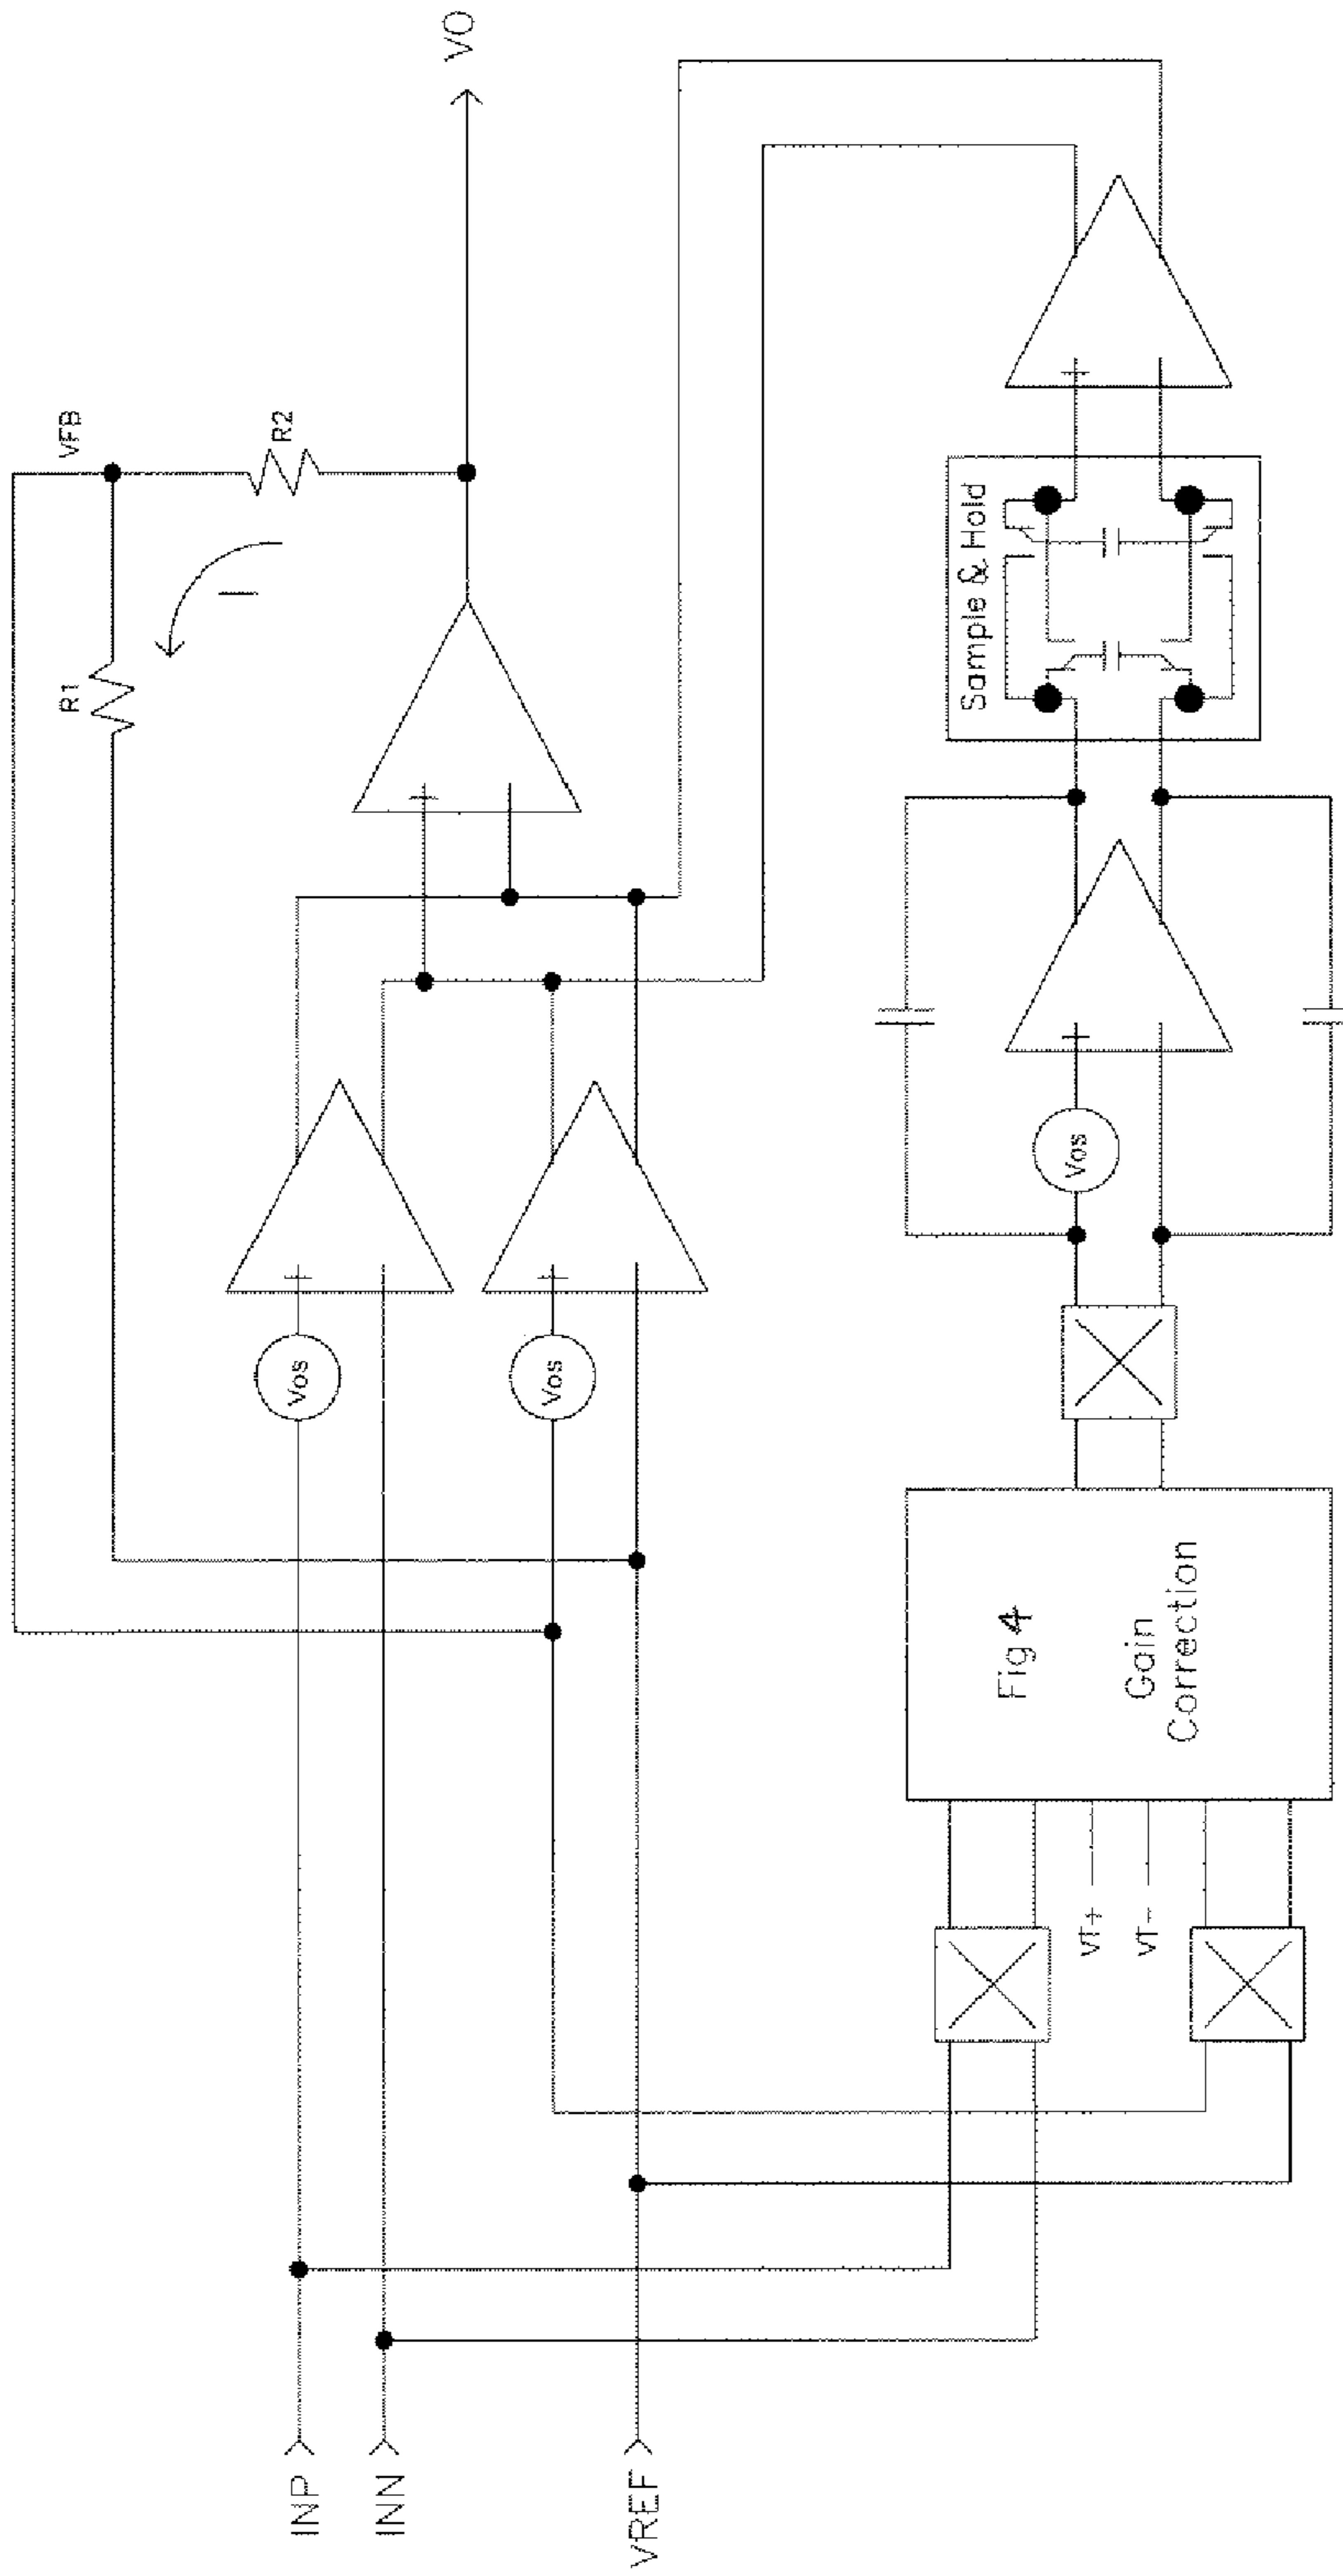 VO
VFB
R2
R1
I
Vos
Vos
Sample & Hold
Vos
Fig 4
Gain
Correction
VT+
VT-
INP
INN
VREF